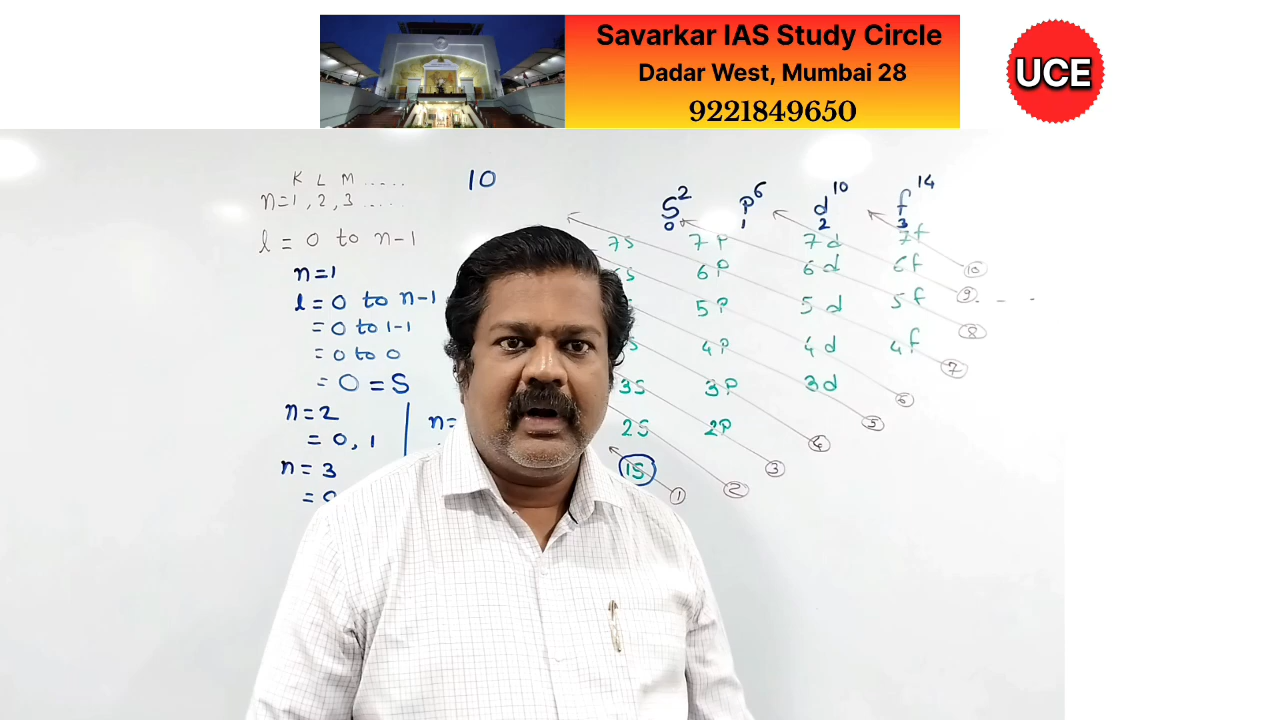 Savarkar IAS Study Circle
Dadar West, Mumbai 28
9221849650
UCE
K L M .....
n=1, 2, 3 .....
l = 0 to n-1
n=1
l = 0 to n-1
= 0 to 1-1
= 0 to 0
= 0 = S
n = 2
= 0, 1
n = 3
n=
10
S² p⁶ d¹⁰ f¹⁴
0 1 2 3
7S 7P 7d 7f
S 6P 6d 6f
5P 5d 5f - - -
S 4P 4d 4f
3S 3P 3d
2S 2P
1S
1 2 3 4 5 6 7 8 9 10